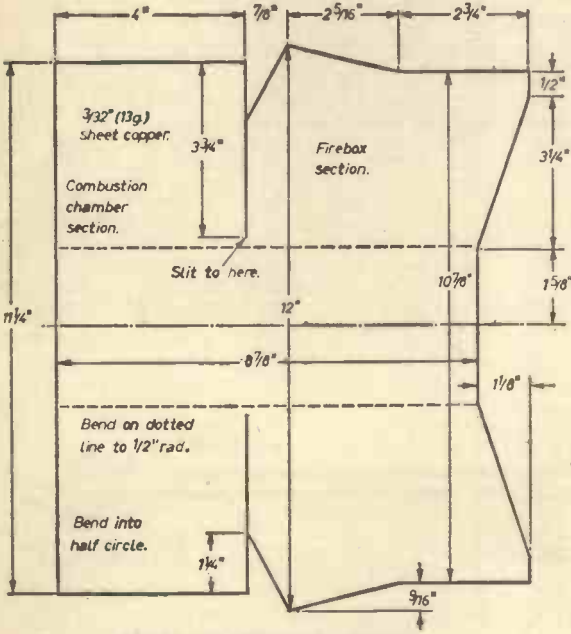 4"
7/8"
2 5/16"
2 3/4"
1/2"
3/32" (13g.)
sheet copper.
3 3/4"
Firebox
section.
3 1/4"
Combustion
chamber
section.
Slit to here.
1 5/8"
10 7/8"
11 1/4"
12"
8 7/8"
1 1/8"
Bend on dotted
line to 1/2" rad.
Bend into
half circle.
1 1/4"
9/16"